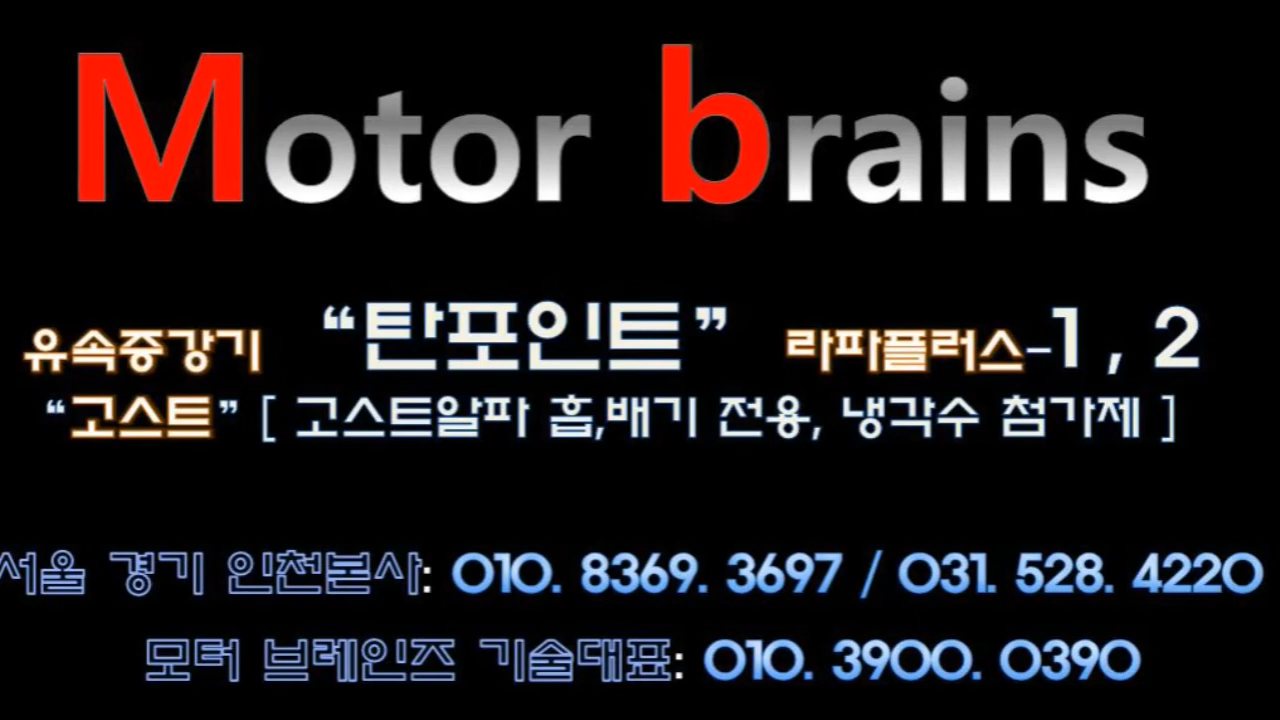 Motor brains
유속증강기 “탄포인트” 라파플러스-1, 2
“고스트” [ 고스트알파 흡,배기 전용, 냉각수 첨가제 ]
서울 경기 인천본사: 010. 8369. 3697 / 031. 528. 4220
모터 브레인즈 기술대표: 010. 3900. 0390